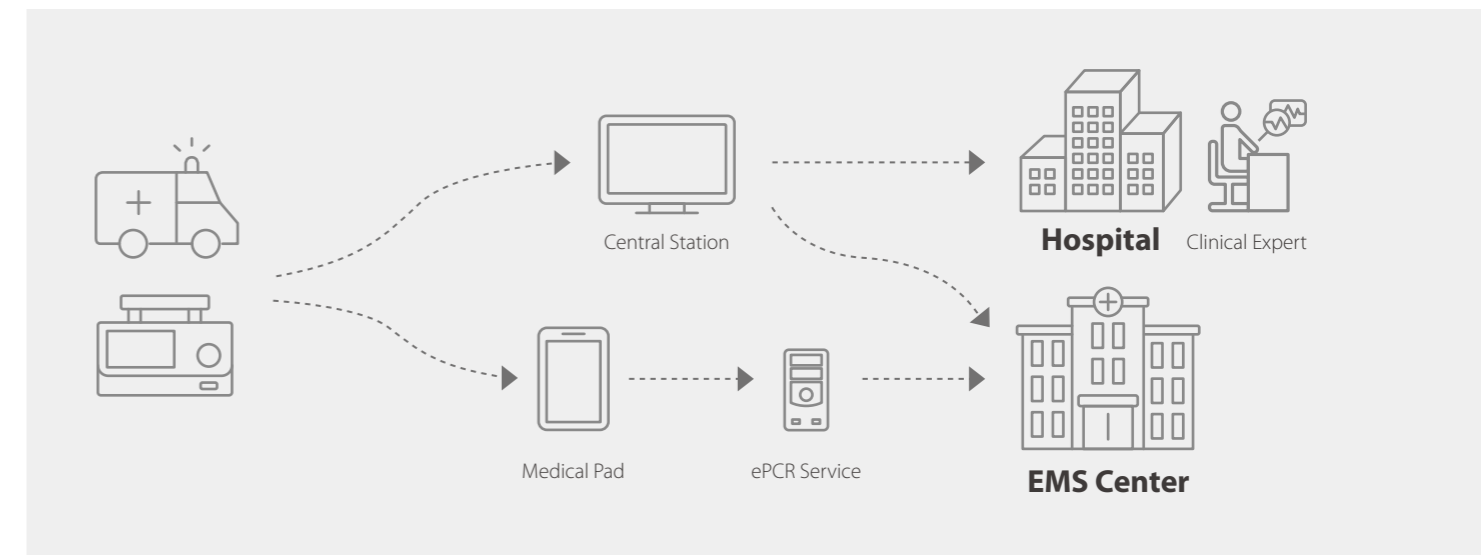 Central Station
Hospital
Clinical Expert
Medical Pad
ePCR Service
EMS Center